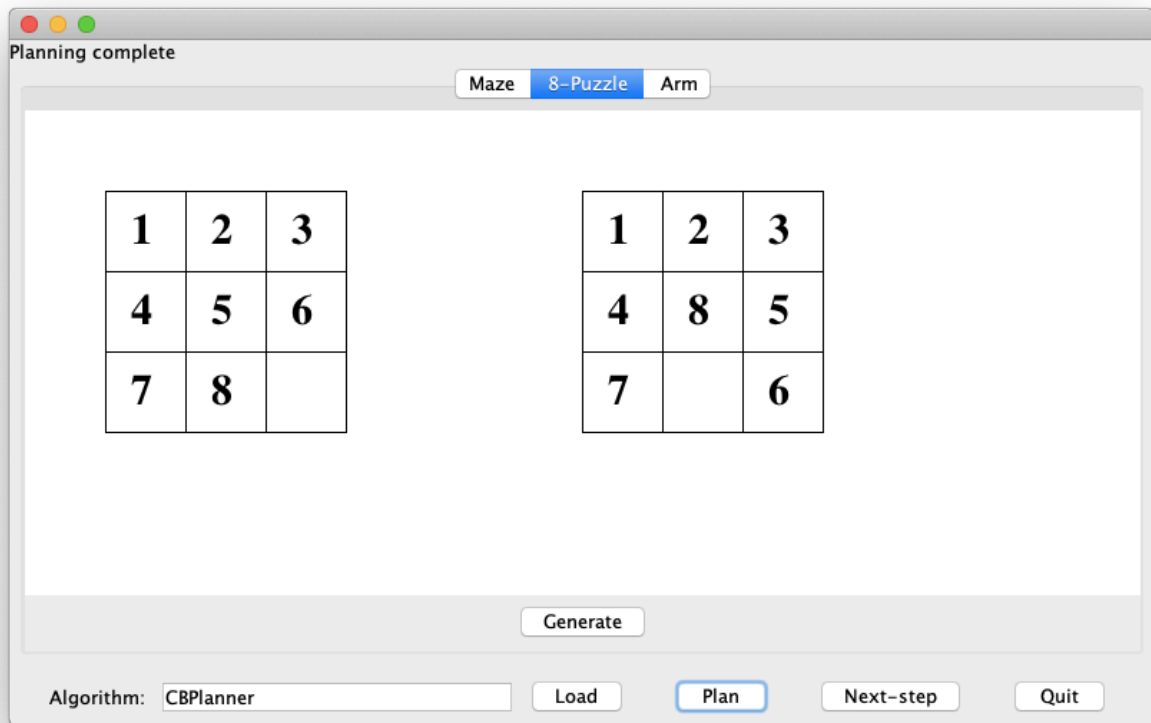 Planning complete
Maze 8-Puzzle Arm
1 2 3 1 2 3
4 5 6 4 8 5
7 8 7 6
Generate
Algorithm: CBPlanner Load Plan Next-step Quit